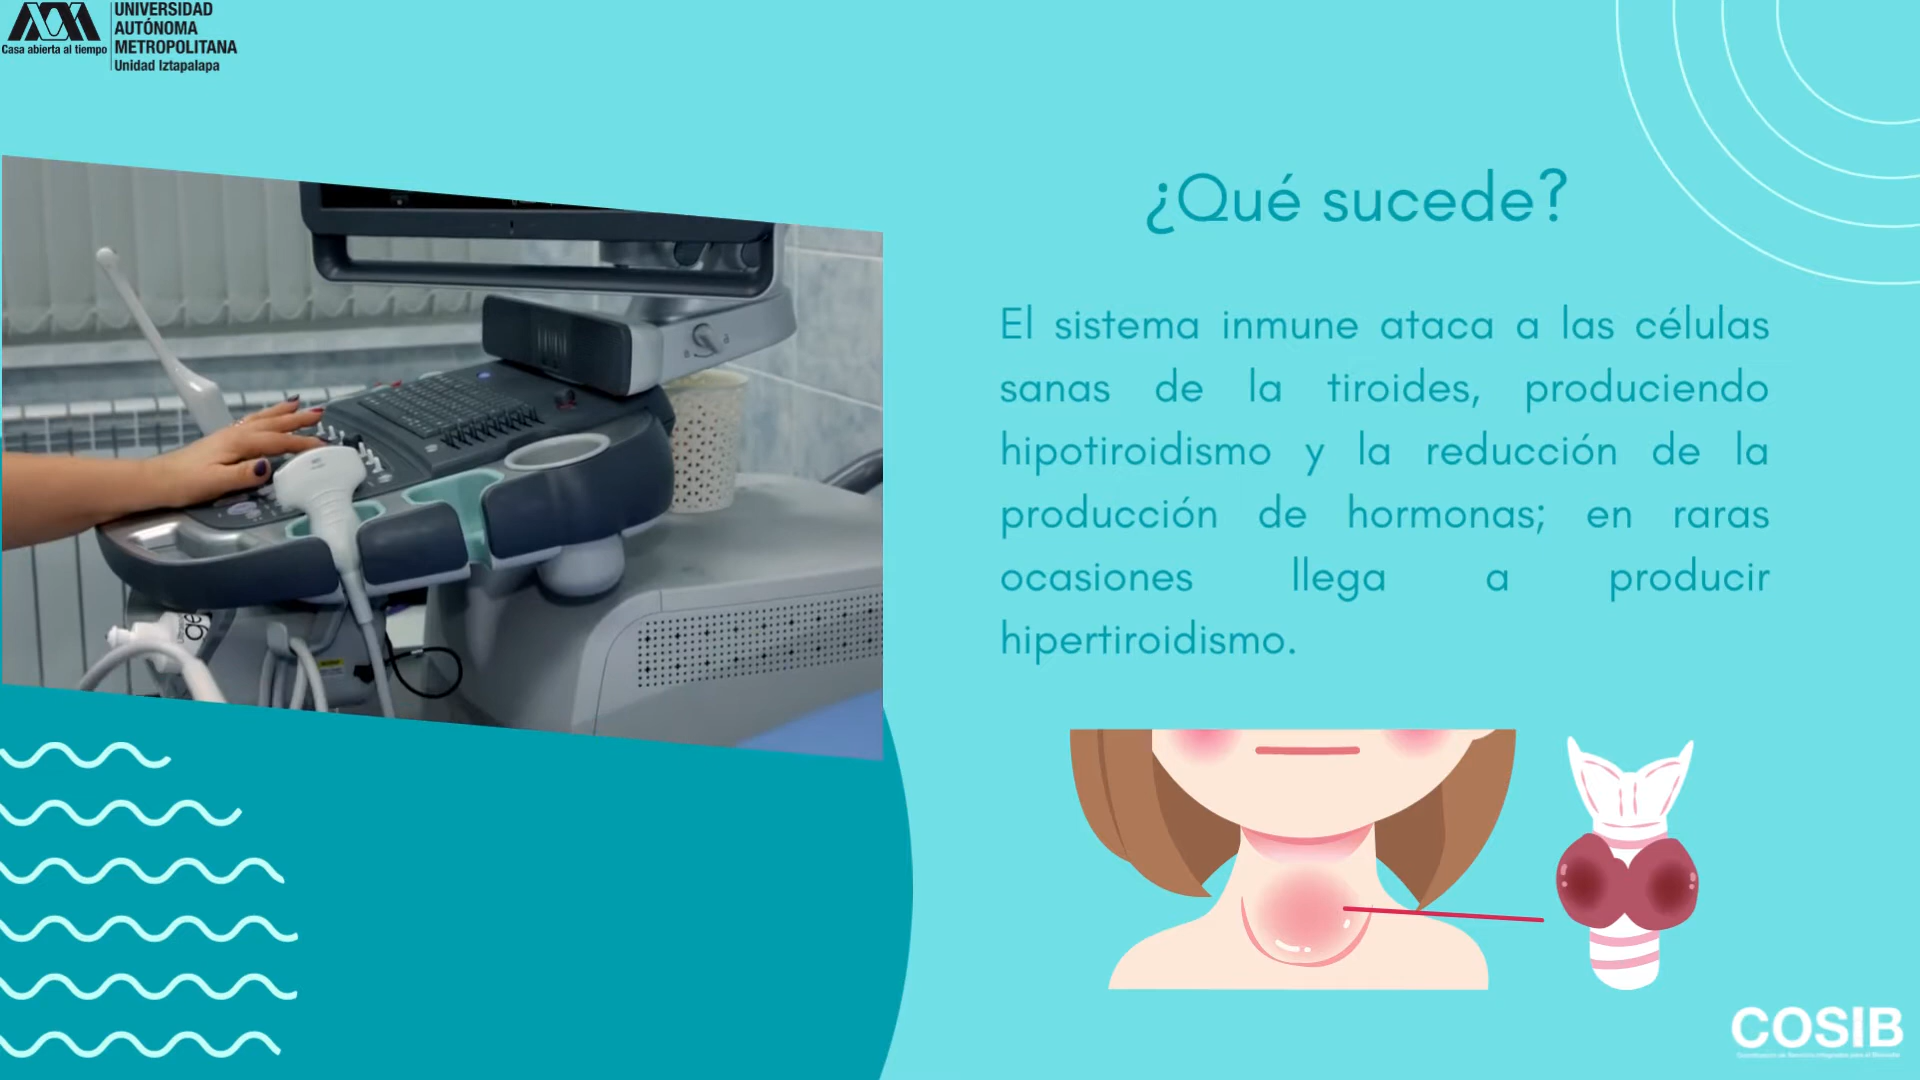 UNIVERSIDAD
AUTÓNOMA
METROPOLITANA
Casa abierta al tiempo
Unidad Iztapalapa
¿Qué sucede?
El sistema inmune ataca a las células
sanas de la tiroides, produciendo
hipotiroidismo y la reducción de la
producción de hormonas; en raras
ocasiones llega a producir
hipertiroidismo.
COSIB